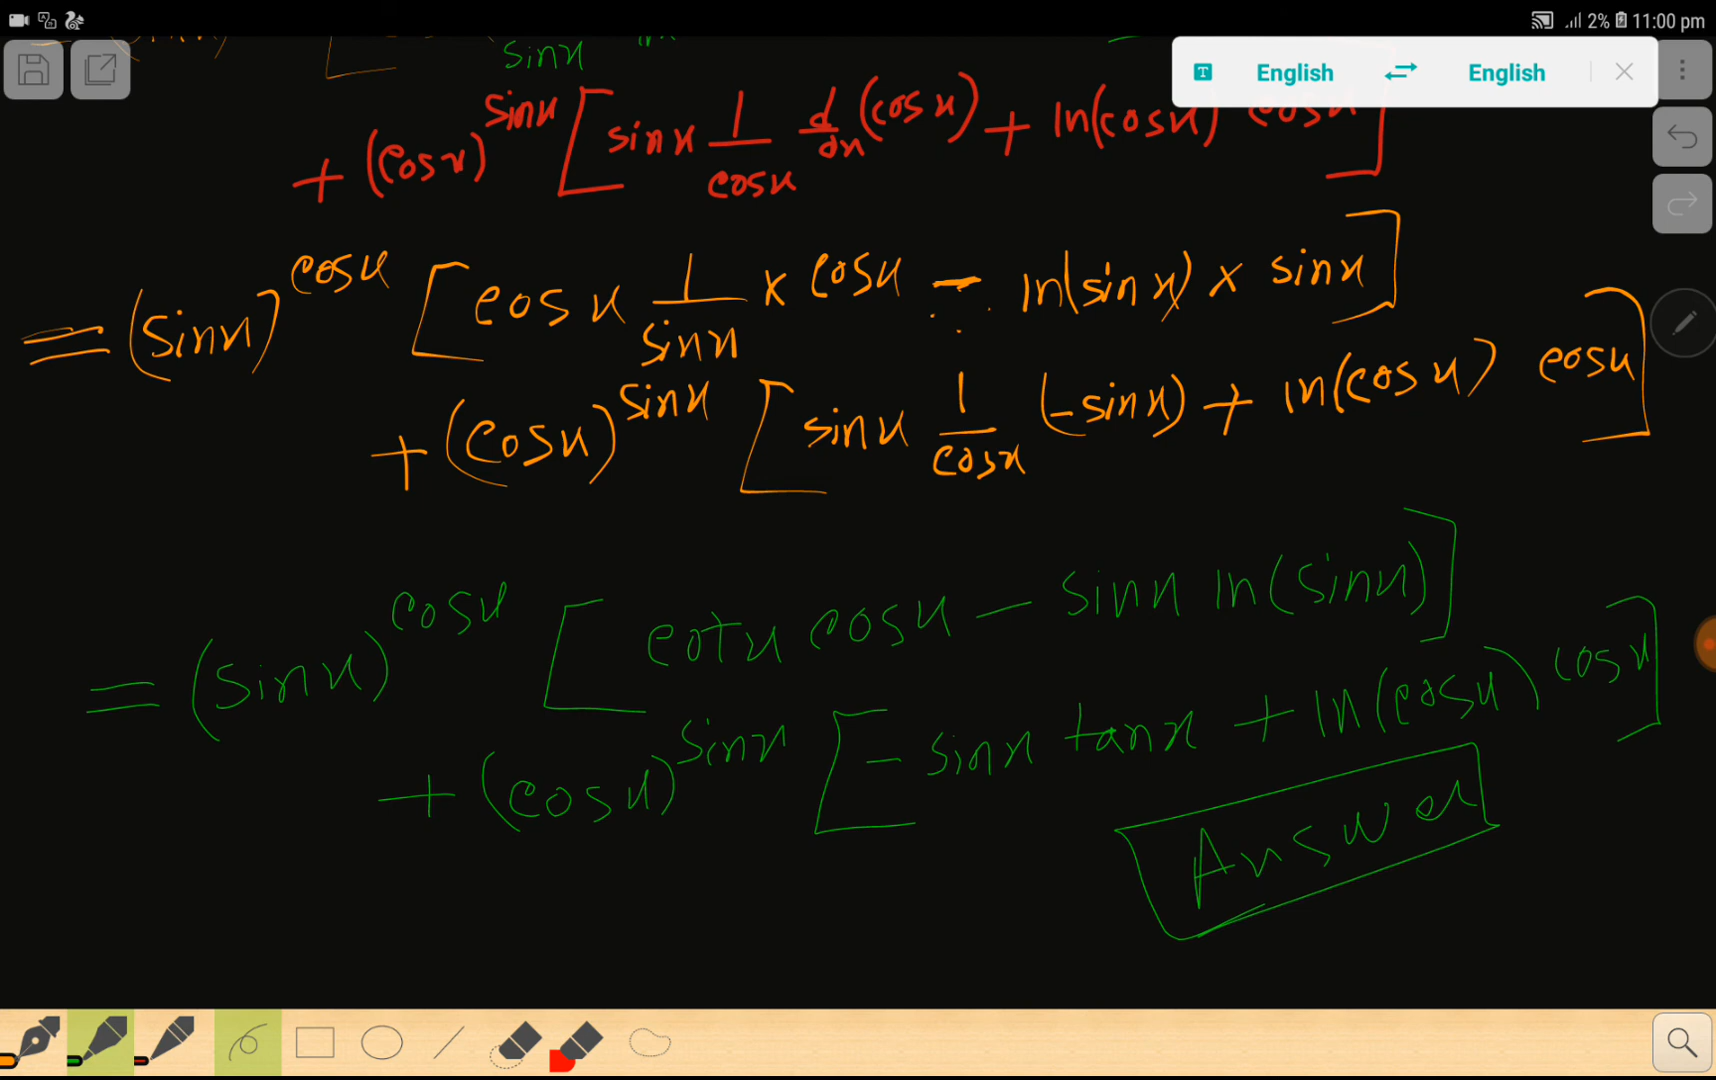 2% 11:00 pm
T English English
sinx
+ (cosx)^sinx [sinx 1/cosx d/dx (cosx) + ln(cosx) cosx]
= (sinx)^cosx [cosx 1/sinx × cosx - ln(sinx) × sinx]
+ (cosx)^sinx [sinx 1/cosx (-sinx) + ln(cosx) cosx]
= (sinx)^cosx [cotx cosx - sinx ln(sinx)]
+ (cosx)^sinx [-sinx tanx + ln(cosx) cosx]
Answer